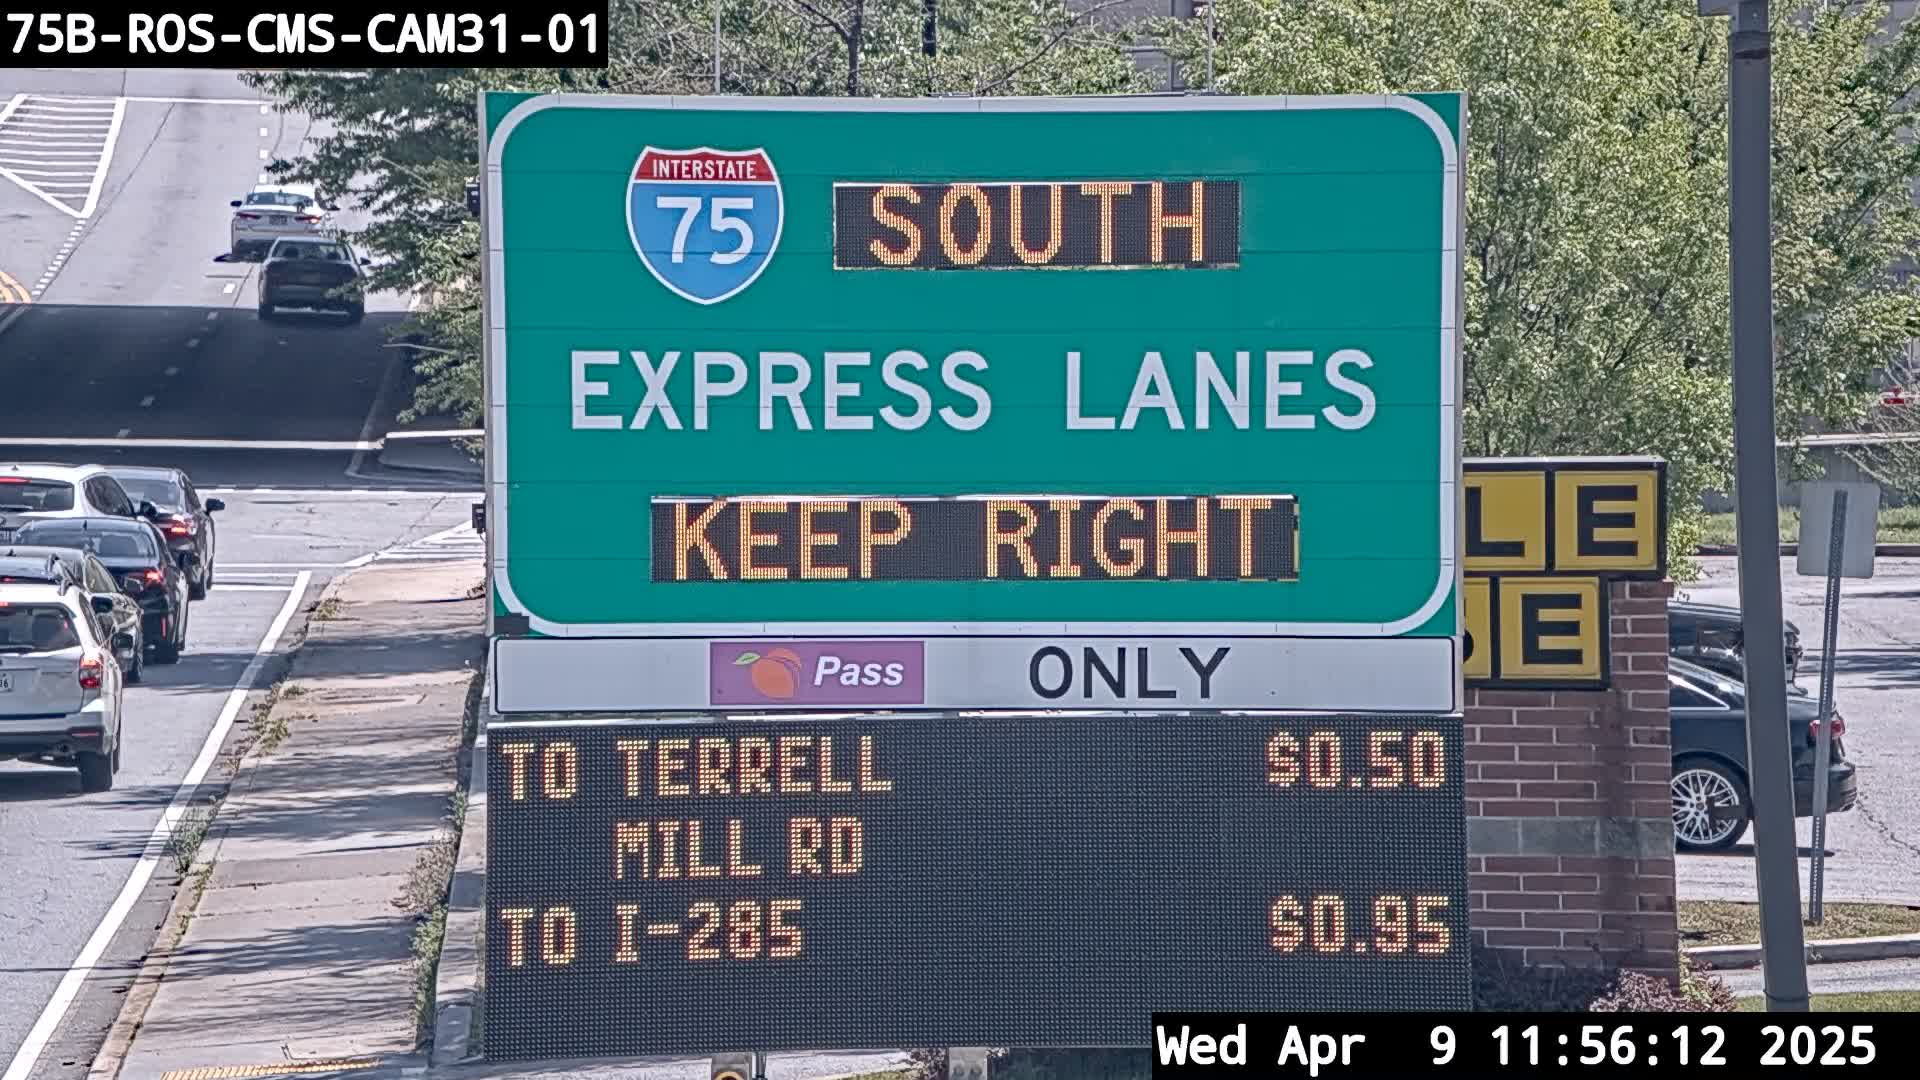 75B-ROS-CMS-CAM31-01
INTERSTATE
75
SOUTH
EXPRESS LANES
KEEP RIGHT
LE
E
Pass ONLY
TO TERRELL $0.50
MILL RD
TO I-285 $0.95
Wed Apr 9 11:56:12 2025